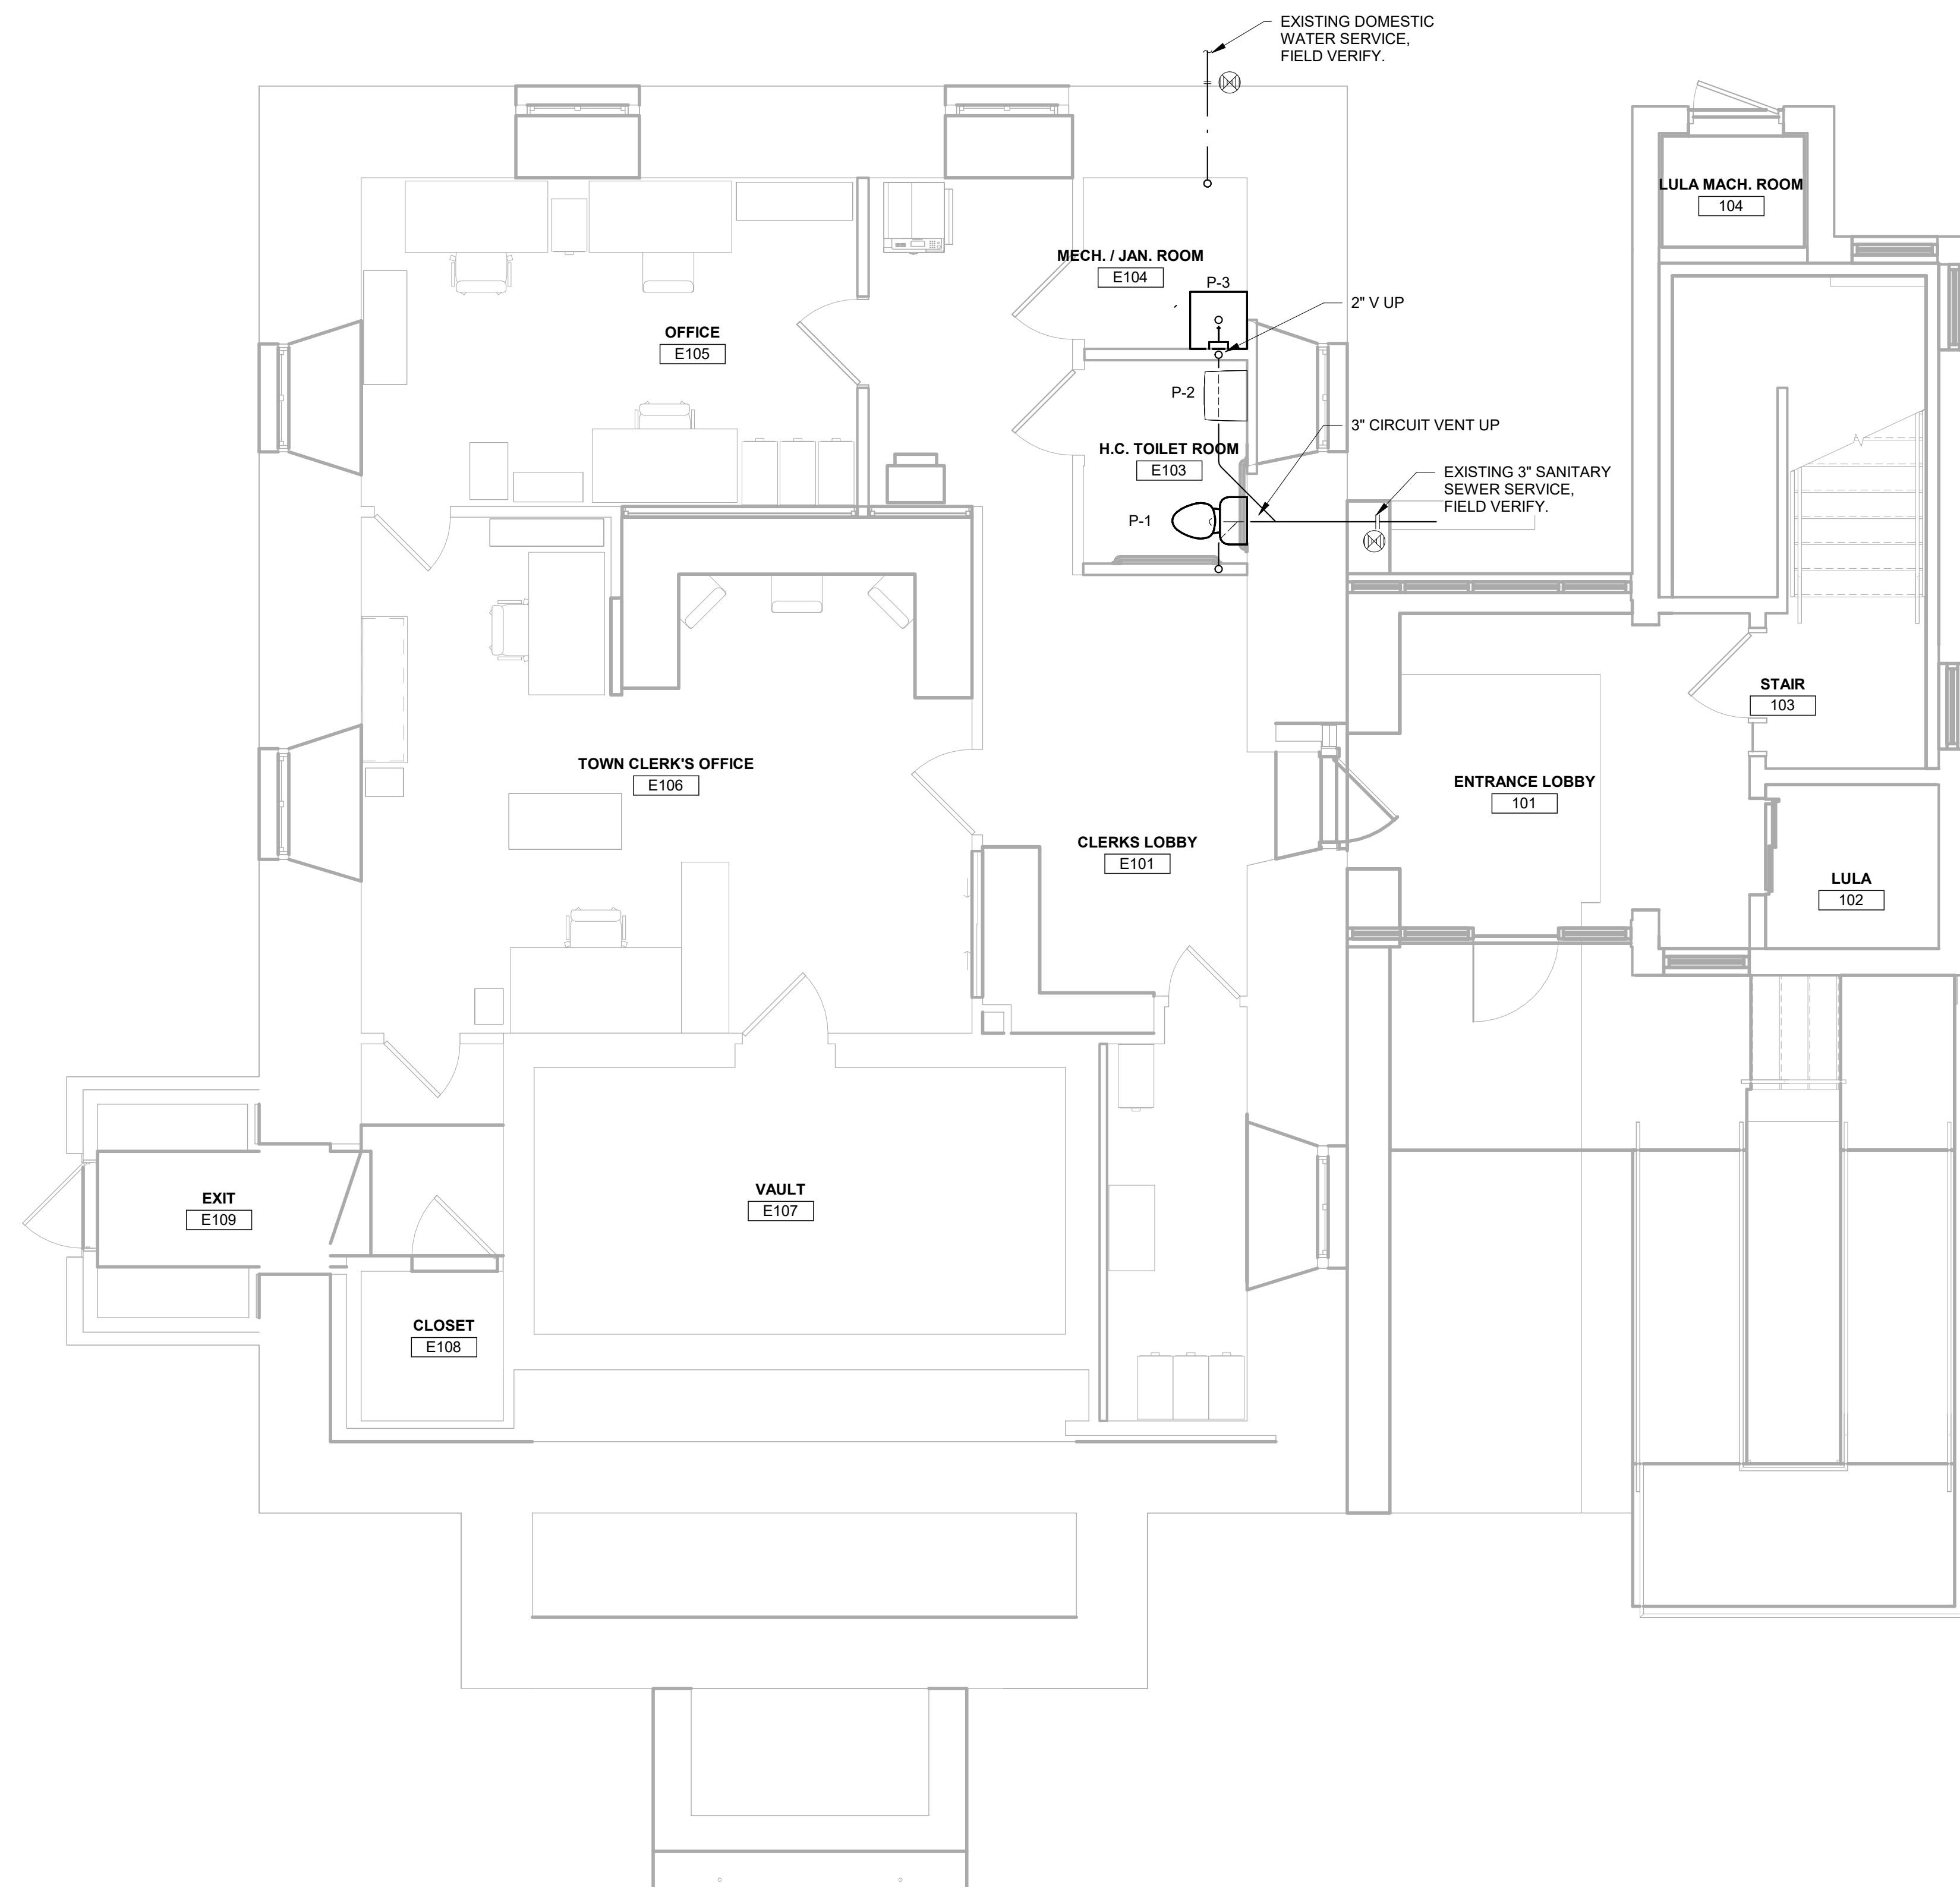 EXISTING DOMESTIC
WATER SERVICE,
FIELD VERIFY.
LULA MACH. ROOM
104
MECH. / JAN. ROOM
E104
P-3
2" V UP
OFFICE
E105
P-2
3" CIRCUIT VENT UP
H.C. TOILET ROOM
E103
EXISTING 3" SANITARY
SEWER SERVICE,
FIELD VERIFY.
P-1
STAIR
103
TOWN CLERK'S OFFICE
E106
ENTRANCE LOBBY
101
CLERKS LOBBY
E101
LULA
102
EXIT
E109
VAULT
E107
CLOSET
E108